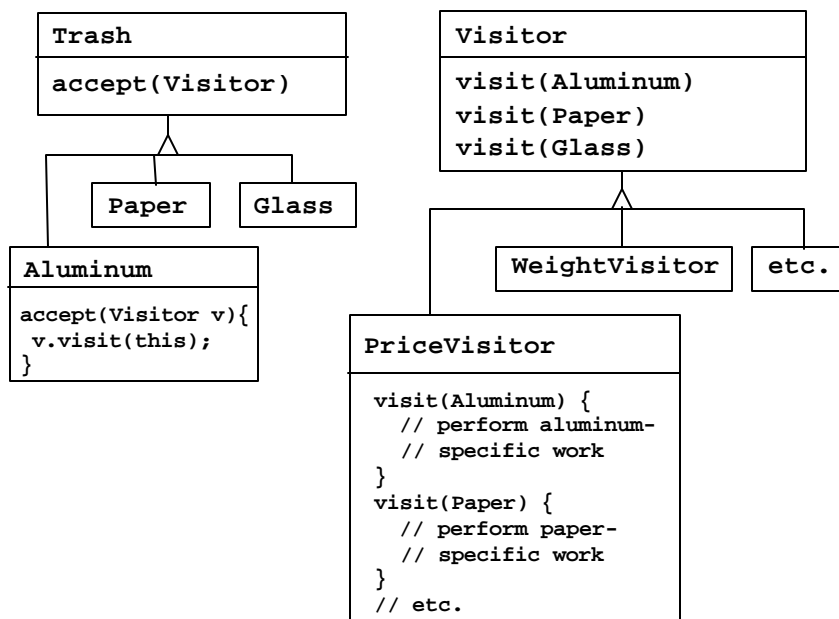 Trash
accept(Visitor)
Paper
Glass
Aluminum
accept(Visitor v){
v.visit(this);
}
Visitor
visit(Aluminum)
visit(Paper)
visit(Glass)
WeightVisitor
etc.
PriceVisitor
visit(Aluminum) {
// perform aluminum-
// specific work
}
visit(Paper) {
// perform paper-
// specific work
}
// etc.